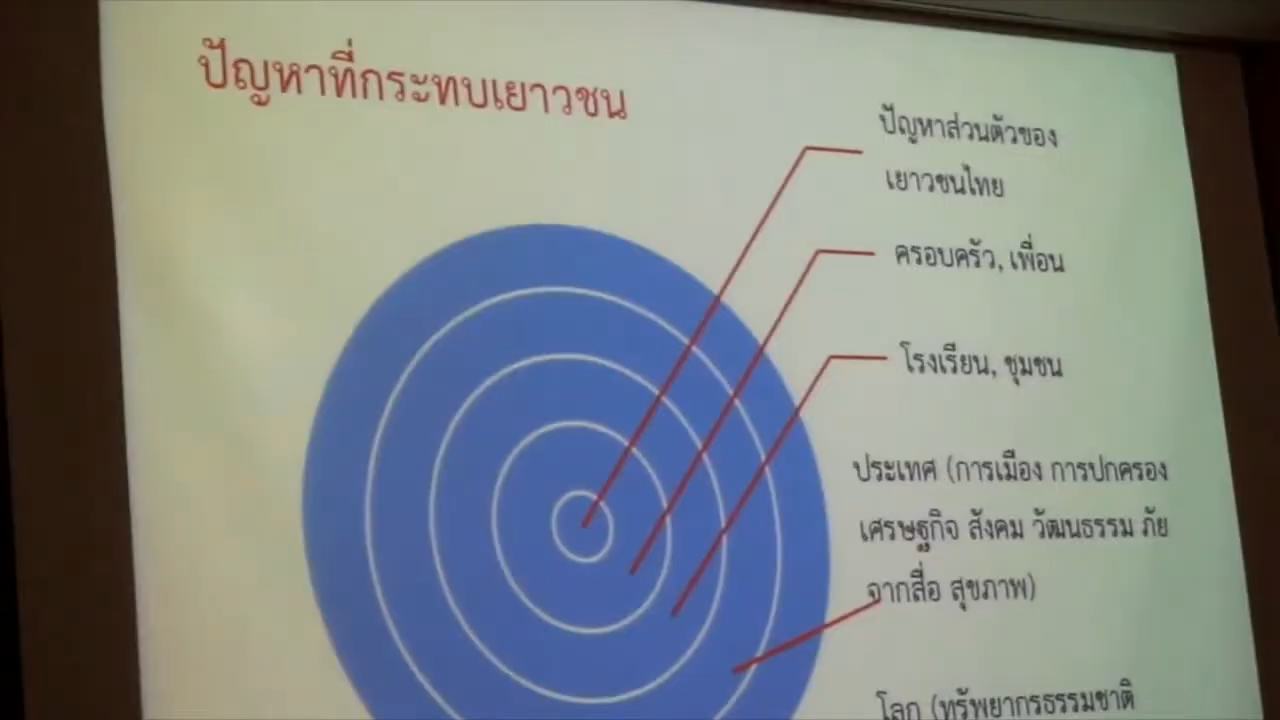 ปัญหาที่กระทบเยาวชน
ปัญหาส่วนตัวของ
เยาวชนไทย
ครอบครัว, เพื่อน
โรงเรียน, ชุมชน
ประเทศ (การเมือง การปกครอง
เศรษฐกิจ สังคม วัฒนธรรม ภัย
จากสื่อ สุขภาพ)
โลก (ทรัพยากรธรรมชาติ